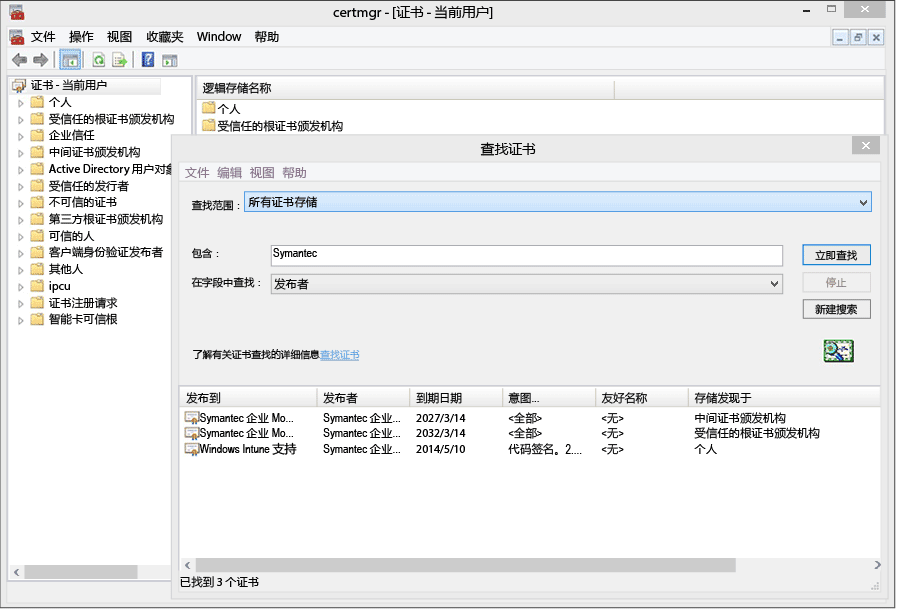 certmgr - [证书 - 当前用户]
文件 操作 视图 收藏夹 Window 帮助
证书 - 当前用户
个人
受信任的根证书颁发机构
企业信任
中间证书颁发机构
Active Directory 用户对象
受信任的发行者
不可信的证书
第三方根证书颁发机构
可信的人
客户端身份验证发布者
其他人
ipcu
证书注册请求
智能卡可信根
逻辑存储名称
个人
受信任的根证书颁发机构
查找证书
文件 编辑 视图 帮助
查找范围： 所有证书存储
包含： Symantec 立即查找
在字段中查找： 发布者 停止
新建搜索
了解有关证书查找的详细信息查找证书
发布到 发布者 到期日期 意图... 友好名称 存储发现于
Symantec 企业 Mo... Symantec 企业... 2027/3/14 <全部> <无> 中间证书颁发机构
Symantec 企业 Mo... Symantec 企业... 2032/3/14 <全部> <无> 受信任的根证书颁发机构
Windows Intune 支持 Symantec 企业... 2014/5/10 代码签名。2.... <无> 个人
已找到 3 个证书